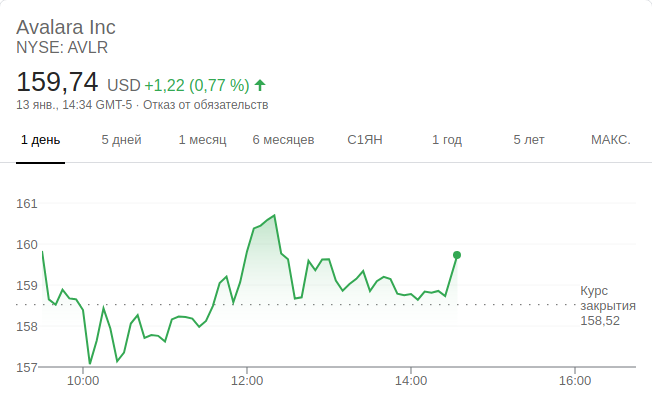 Avalara Inc
NYSE: AVLR
159,74 USD +1,22 (0,77 %)
13 янв., 14:34 GMT-5 · Отказ от обязательств
1 день 5 дней 1 месяц 6 месяцев С1ЯН 1 год 5 лет МАКС.
161
160
159
158
157
Курс
закрытия
158,52
10:00 12:00 14:00 16:00